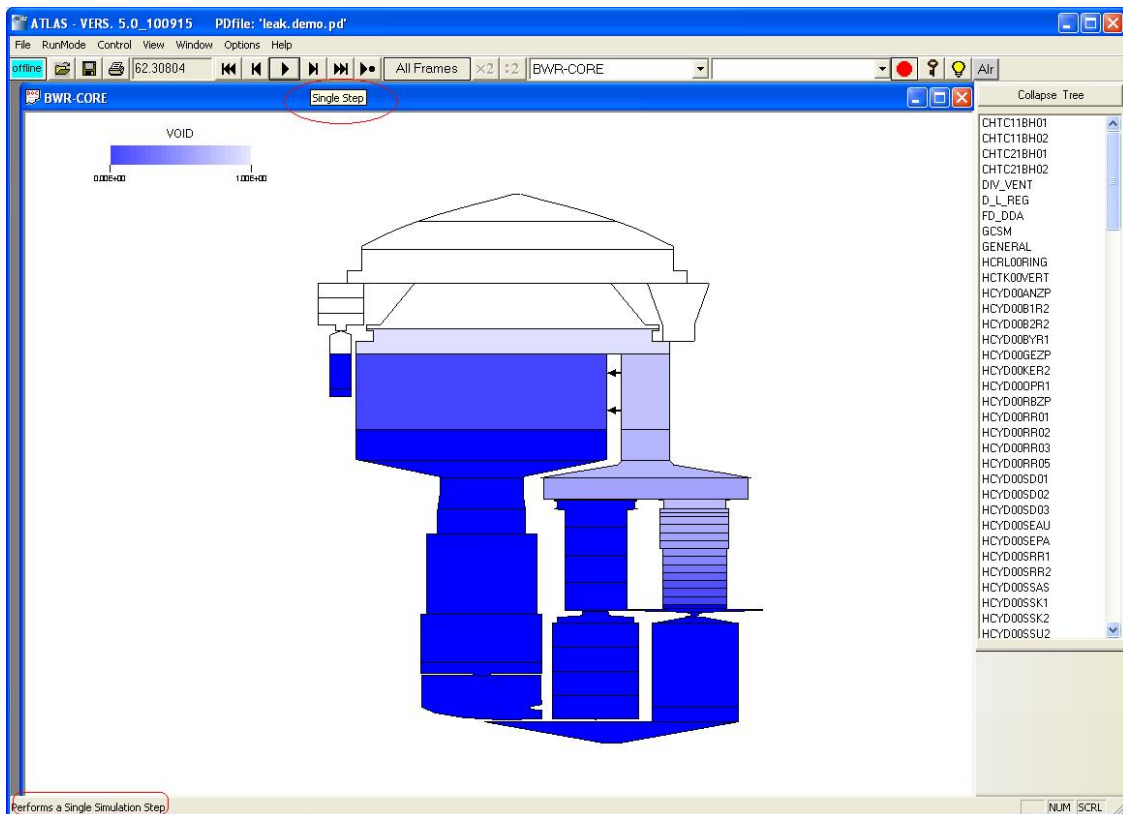 ATLAS - VERS. 5.0_100915 PDfile: 'leak.demo.pd'
File RunMode Control View Window Options Help
offline 62.30804 All Frames ×2 :2 BWR-CORE Alr
BWR-CORE
Single Step
Collapse Tree
VOID
0.00E+00 1.00E+00
CHTC11BH01
CHTC11BH02
CHTC21BH01
CHTC21BH02
DIV_VENT
D_L_REG
FD_DDA
GCSM
GENERAL
HCRL00RING
HCTK00VERT
HCYD00ANZP
HCYD00B1R2
HCYD00B2R2
HCYD00BYR1
HCYD00GEZP
HCYD00KER2
HCYD00OPR1
HCYD00RBZP
HCYD00RR01
HCYD00RR02
HCYD00RR03
HCYD00RR05
HCYD00SD01
HCYD00SD02
HCYD00SD03
HCYD00SEAU
HCYD00SEPA
HCYD00SRR1
HCYD00SRR2
HCYD00SSAS
HCYD00SSK1
HCYD00SSK2
HCYD00SSU2
Performs a Single Simulation Step
NUM SCRL